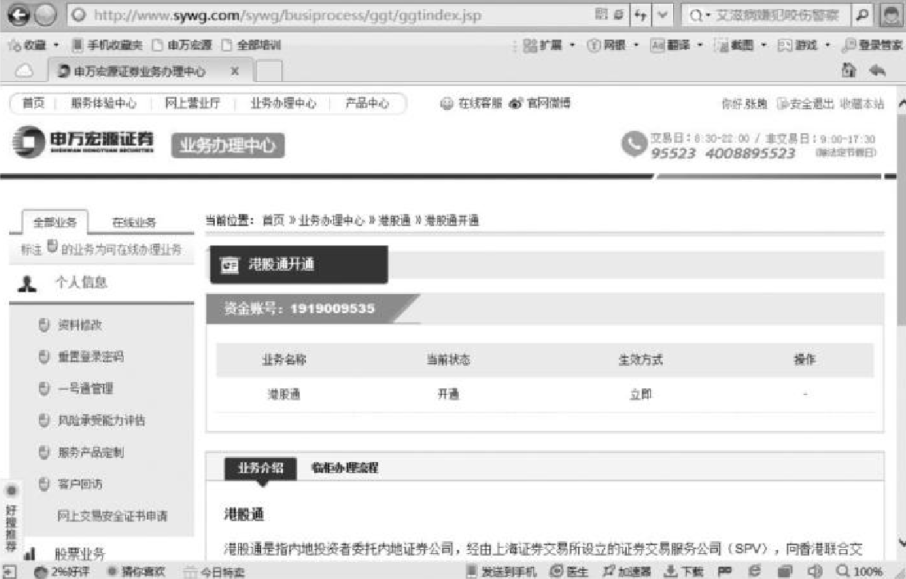 http://www.sywg.com/sywg/busiprocess/ggt/ggtindex.jsp
艾滋病嫌犯咬伤警察
收藏 手机收藏夹 申万宏源 全部培训 扩展 网银 翻译 截图 游戏 登录管家
申万宏源证券业务办理中心 x
首页 服务体验中心 网上营业厅 业务办理中心 产品中心 在线客服 官网微博 你好 安全退出 收藏本站
申万宏源证券 业务办理中心
SHENWAN HONGYUAN SECURITIES
交易日：8:30-22:00 / 非交易日：9:00-17:30
95523 4008895523 (除法定节假日)
全部业务 在线业务
当前位置： 首页 » 业务办理中心 » 港股通 » 港股通开通
标注 的业务为可在线办理业务
港股通开通
个人信息
资金账号：1919009535
资料修改
重置登录密码
一号通管理
风险承受能力评估
服务产品定制
客户回访
网上交易安全证书申请
股票业务
业务名称 当前状态 生效方式 操作
港股通 开通 立即 -
业务介绍 临柜办理流程
港股通
港股通是指内地投资者委托内地证券公司，经由上海证券交易所设立的证券交易服务公司（SPV），向香港联合交
好搜推荐
2%好评 猜你喜欢 今日特卖 发送到手机 医生 加速器 下载 100%